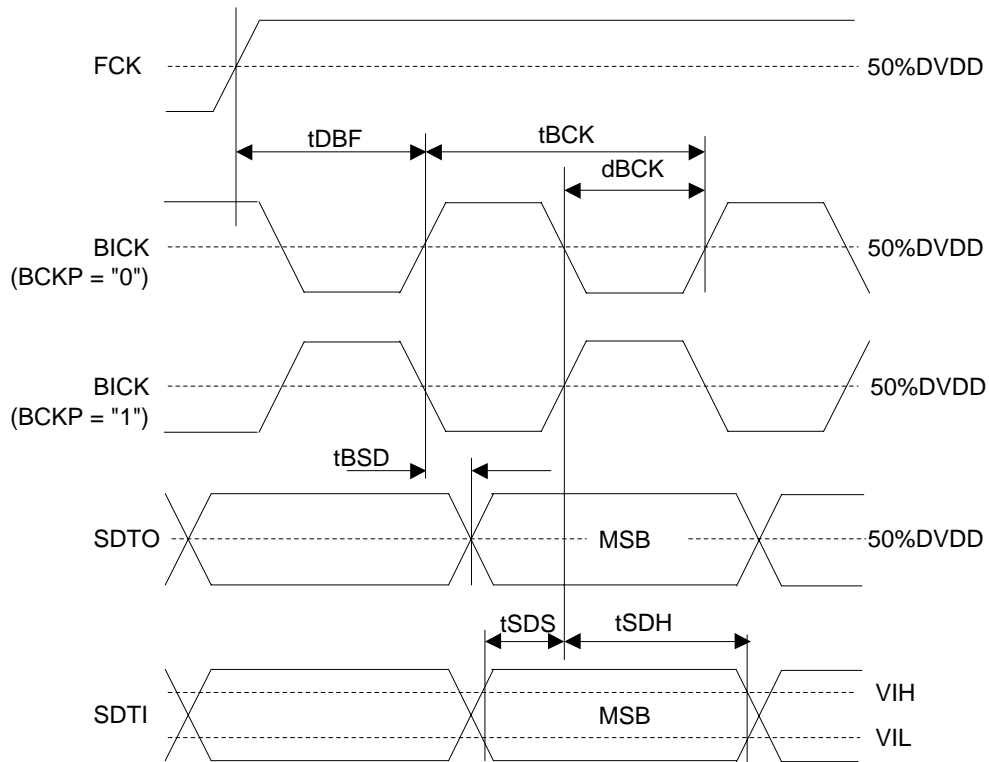 FCK
50%DVDD
tDBF
tBCK
dBCK
BICK
(BCKP = "0")
50%DVDD
BICK
(BCKP = "1")
50%DVDD
tBSD
SDTO
MSB
50%DVDD
tSDS
tSDH
SDTI
MSB
VIH
VIL